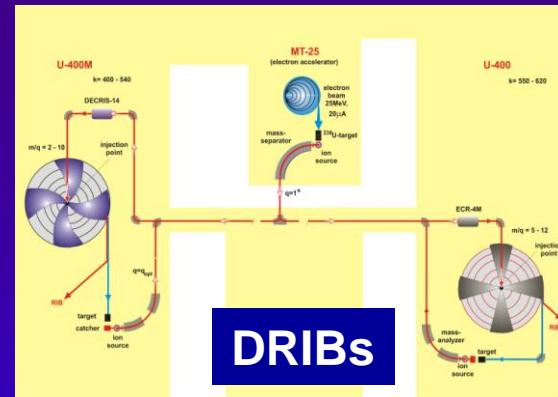 U-400M
k= 400 - 540
DECRIS-14
m/q = 2 - 10
injection
point
RIB
target
catcher
ion
source
q=qopt
MT-25
(electron accelerator)
electron
beam
25MeV,
20µA
mass-
separator
238U-target
ion
source
q=1+
U-400
k= 550 - 620
ECR-4M
m/q = 5 - 12
injection
point
mass-
analyzer
target
ion
source
DRIBs